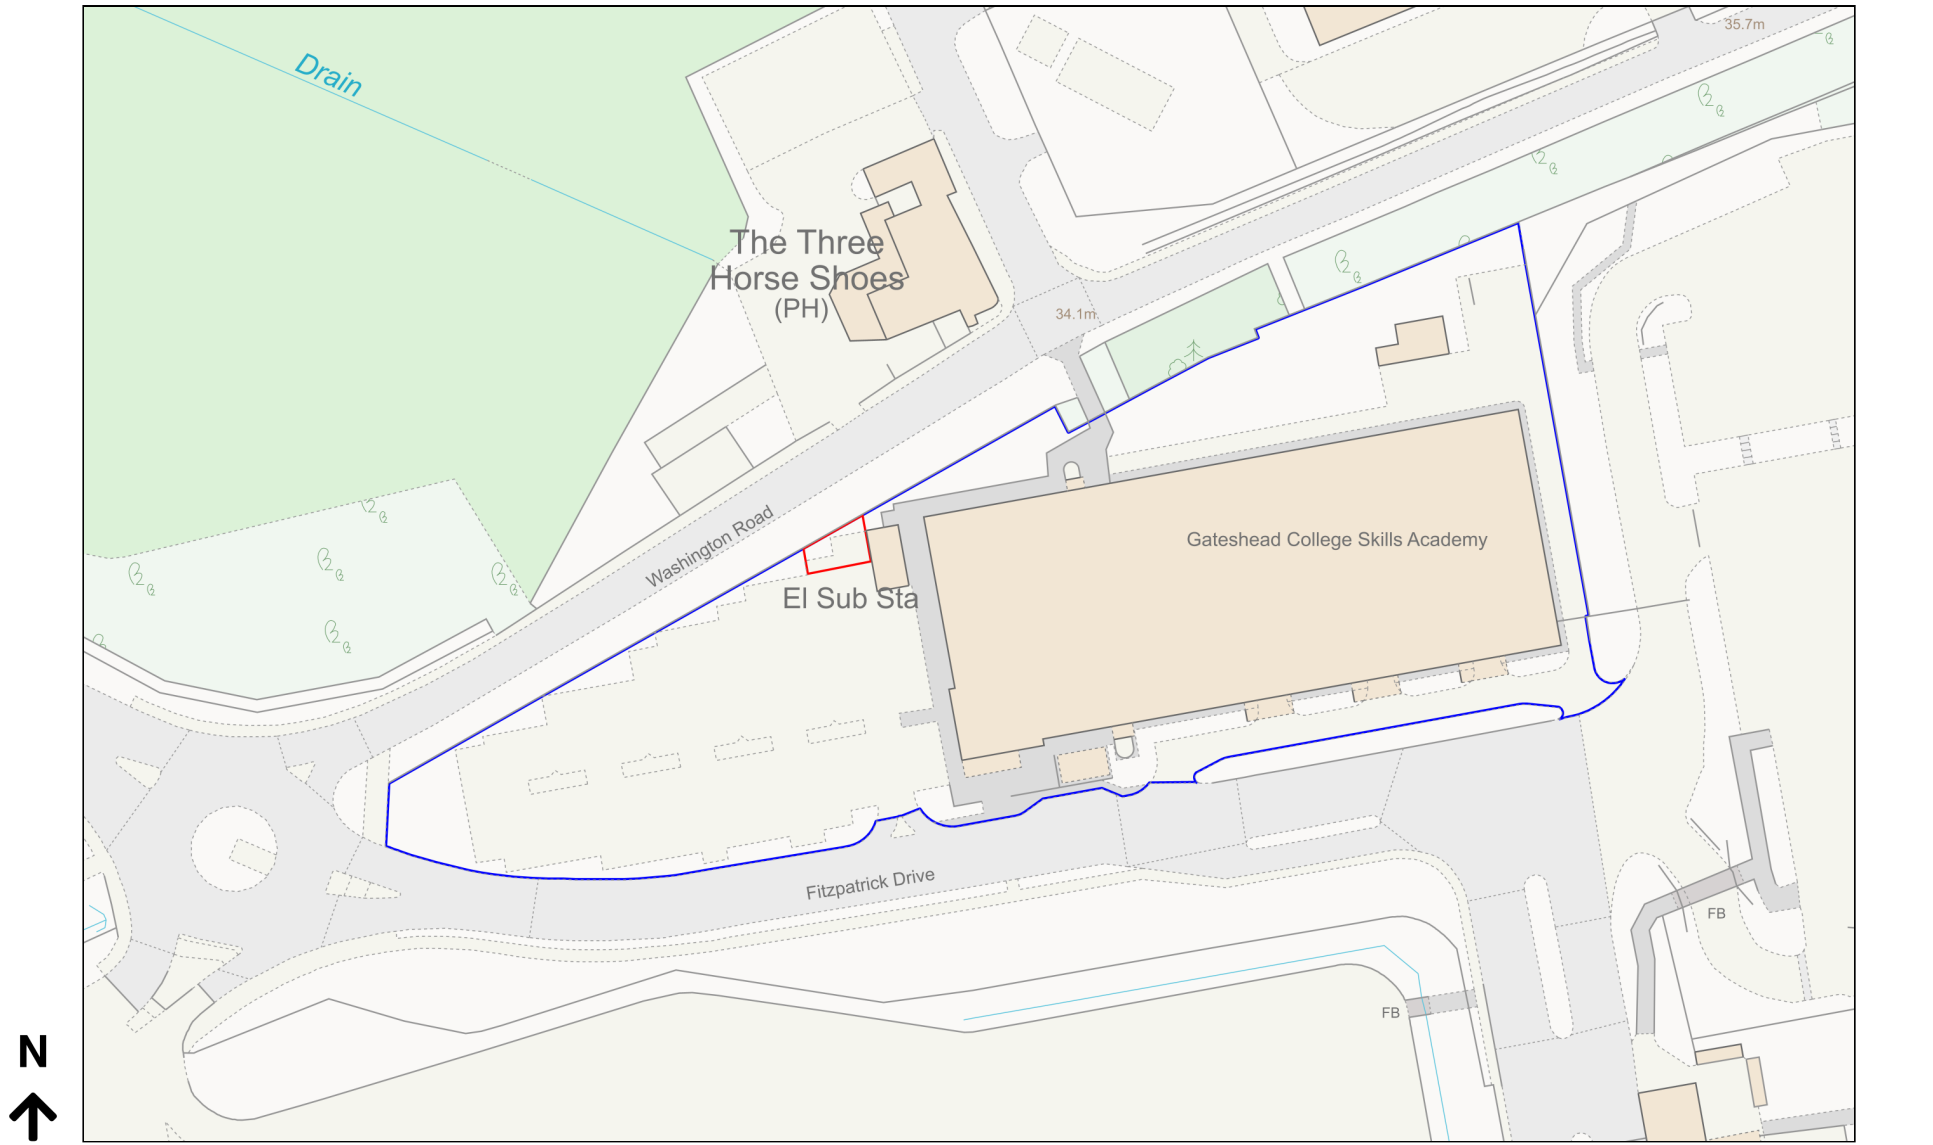 35.7m
Drain
The Three
Horse Shoes
(PH)
34.1m
Washington Road
Gateshead College Skills Academy
El Sub Sta
Fitzpatrick Drive
FB
FB
N